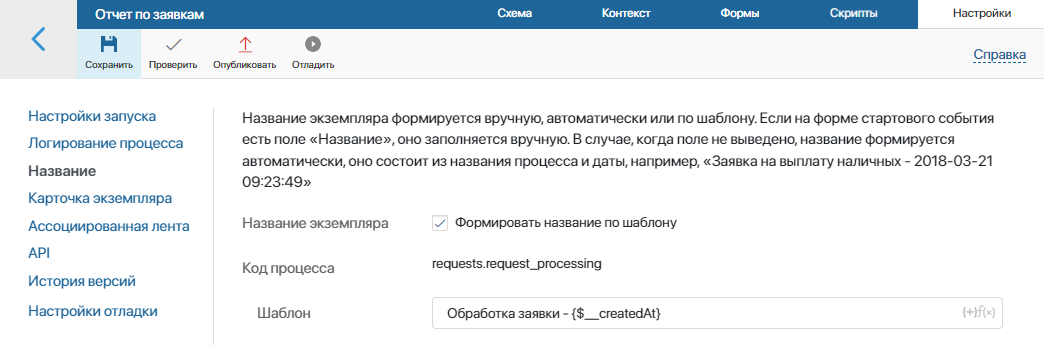 Отчет по заявкам
Схема
Контекст
Формы
Скрипты
Настройки
Сохранить
Проверить
Опубликовать
Отладить
Справка
Настройки запуска
Логирование процесса
Название
Карточка экземпляра
Ассоциированная лента
API
История версий
Настройки отладки
Название экземпляра формируется вручную, автоматически или по шаблону. Если на форме стартового события
есть поле «Название», оно заполняется вручную. В случае, когда поле не выведено, название формируется
автоматически, оно состоит из названия процесса и даты, например, «Заявка на выплату наличных - 2018-03-21
09:23:49»
Название экземпляра
Формировать название по шаблону
Код процесса
requests.request_processing
Шаблон
Обработка заявки - {$__createdAt}
{+}ƒ(×)